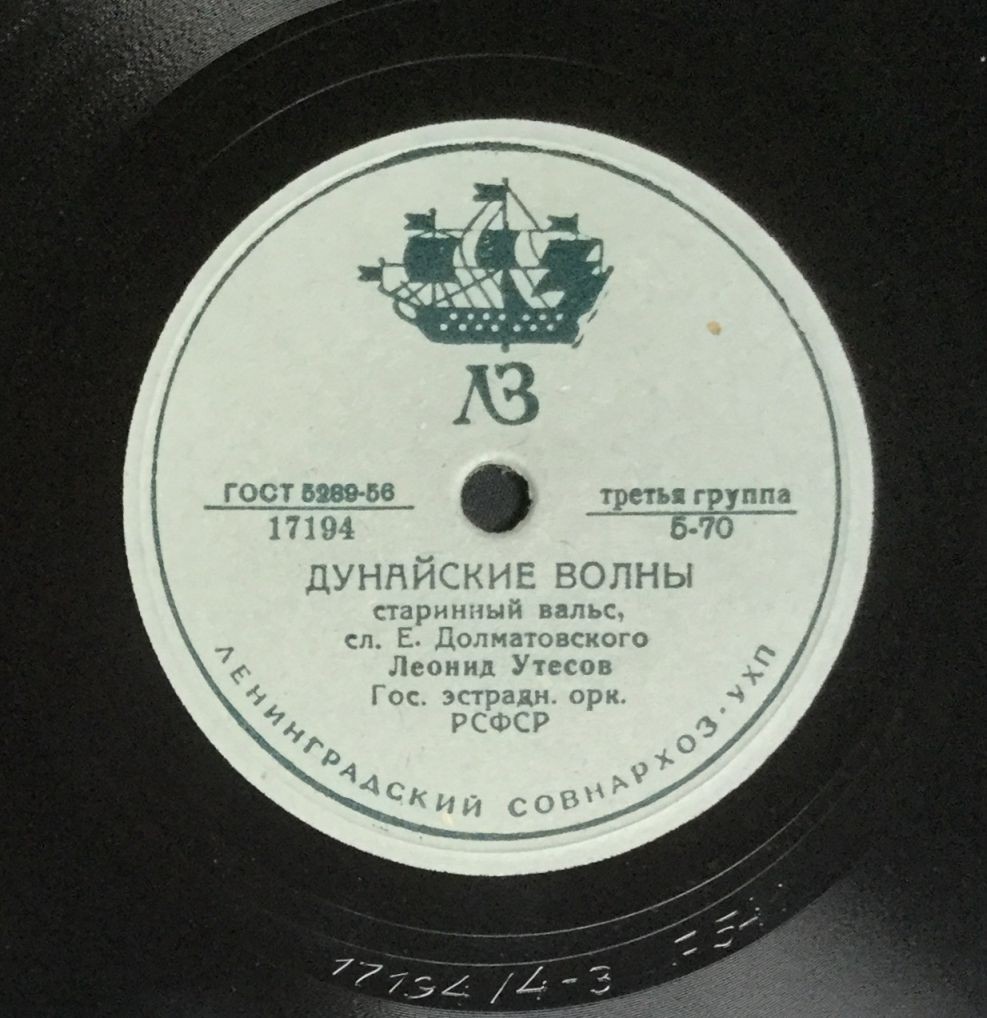 ЛЗ
ГОСТ 5289-56
17194
третья группа
5-70
ДУНАЙСКИЕ ВОЛНЫ
старинный вальс,
сл. Е. Долматовского
Леонид Утесов
Гос. эстрадн. орк.
РСФСР
ЛЕНИНГРАДСКИЙ СОВНАРХОЗ·УХП
17194/4-3